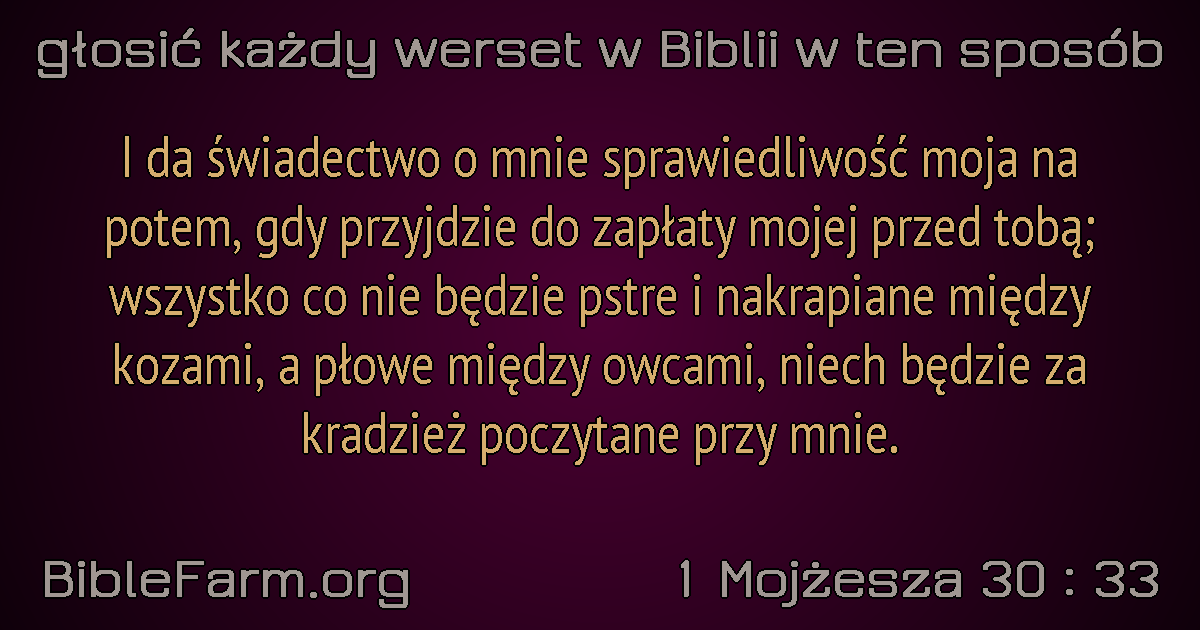 głosić każdy werset w Biblii w ten sposób
I da świadectwo o mnie sprawiedliwość moja na
potem, gdy przyjdzie do zapłaty mojej przed tobą;
wszystko co nie będzie pstre i nakrapiane między
kozami, a płowe między owcami, niech będzie za
kradzież poczytane przy mnie.
BibleFarm.org
1 Mojżesza 30 : 33